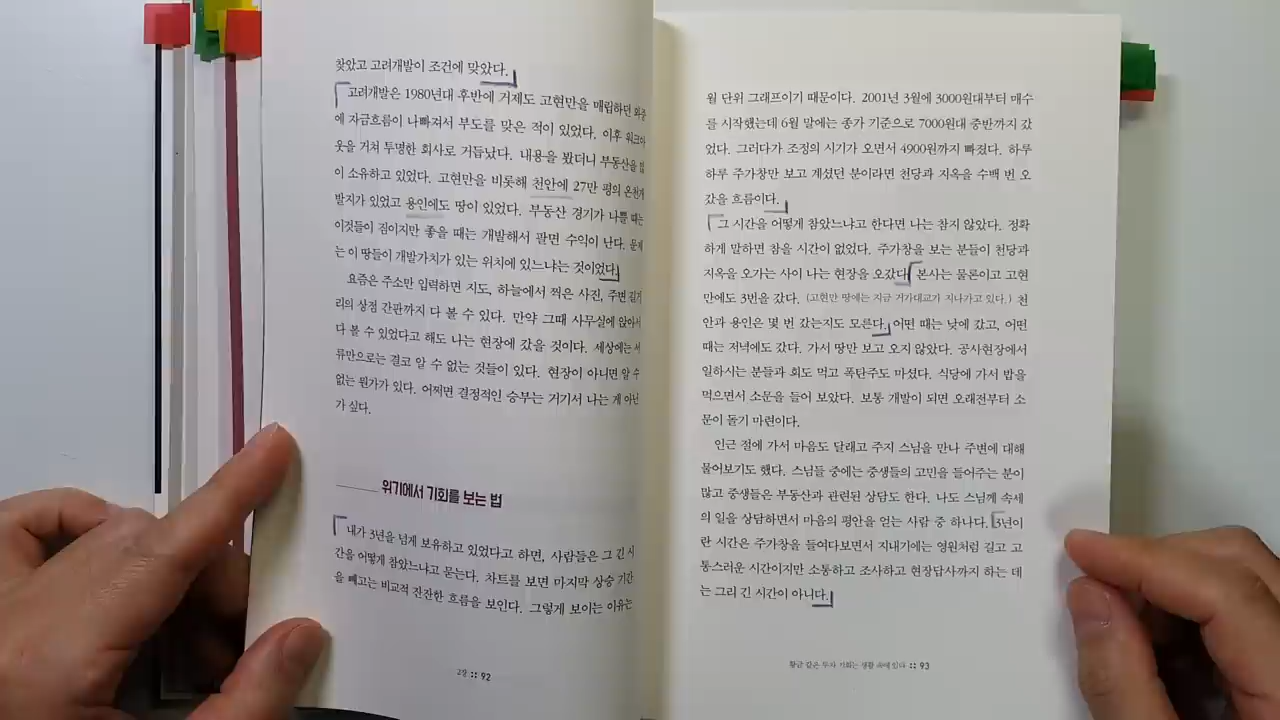 찾았고 고려개발이 조건에 맞았다.
고려개발은 1980년대 후반에 거제도 고현만을 매립하던 와중
에 자금흐름이 나빠져서 부도를 맞은 적이 있었다. 이후 워크아
웃을 거쳐 투명한 회사로 거듭났다. 내용을 봤더니 부동산을
이 소유하고 있었다. 고현만을 비롯해 천안에 27만 평의 온천개
발지가 있었고 용인에도 땅이 있었다. 부동산 경기가 나쁠 때는
이것들이 짐이지만 좋을 때는 개발해서 팔면 수익이 난다. 문제
는 이 땅들이 개발가치가 있는 위치에 있느냐는 것이었다.
요즘은 주소만 입력하면 지도, 하늘에서 찍은 사진, 주변 길거
리의 상점 간판까지 다 볼 수 있다. 만약 그때 사무실에 앉아서
다 볼 수 있었다고 해도 나는 현장에 갔을 것이다. 세상에는 서
류만으로는 결코 알 수 없는 것들이 있다. 현장이 아니면 알 수
없는 뭔가가 있다. 어쩌면 결정적인 승부는 거기서 나는 게 아닌
가 싶다.
위기에서 기회를 보는 법
내가 3년을 넘게 보유하고 있었다고 하면, 사람들은 그 긴 시
간을 어떻게 참았느냐고 묻는다. 차트를 보면 마지막 상승 기간
을 빼고는 비교적 잔잔한 흐름을 보인다. 그렇게 보이는 이유는
2장 :: 92
월 단위 그래프이기 때문이다. 2001년 3월에 3000원대부터 매수
를 시작했는데 6월 말에는 종가 기준으로 7000원대 중반까지 갔
었다. 그러다가 조정의 시기가 오면서 4900원까지 빠졌다. 하루
하루 주가창만 보고 계셨던 분이라면 천당과 지옥을 수백 번 오
갔을 흐름이다.
그 시간을 어떻게 참았느냐고 한다면 나는 참지 않았다. 정확
하게 말하면 참을 시간이 없었다. 주가창을 보는 분들이 천당과
지옥을 오가는 사이 나는 현장을 오갔다. 본사는 물론이고 고현
만에도 3번을 갔다. (고현만 땅에는 지금 거가대교가 지나가고 있다.) 천
안과 용인은 몇 번 갔는지도 모른다. 어떤 때는 낮에 갔고, 어떤
때는 저녁에도 갔다. 가서 땅만 보고 오지 않았다. 공사현장에서
일하시는 분들과 회도 먹고 폭탄주도 마셨다. 식당에 가서 밥을
먹으면서 소문을 들어 보았다. 보통 개발이 되면 오래전부터 소
문이 돌기 마련이다.
인근 절에 가서 마음도 달래고 주지 스님을 만나 주변에 대해
물어보기도 했다. 스님들 중에는 중생들의 고민을 들어주는 분이
많고 중생들은 부동산과 관련된 상담도 한다. 나도 스님께 속세
의 일을 상담하면서 마음의 평안을 얻는 사람 중 하나다. 3년이
란 시간은 주가창을 들여다보면서 지내기에는 영원처럼 길고 고
통스러운 시간이지만 소통하고 조사하고 현장답사까지 하는 데
는 그리 긴 시간이 아니다.
황금 같은 투자 기회는 생활 속에 있다 :: 93